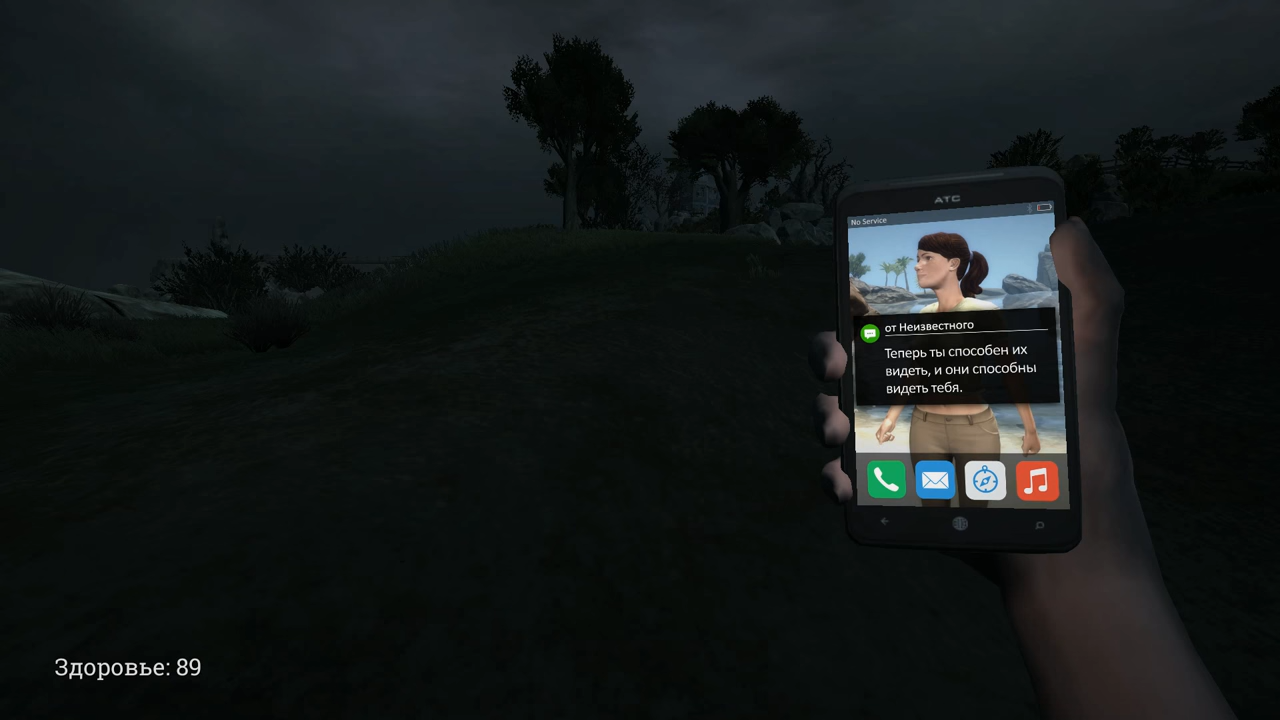 ATC
No Service
от Неизвестного
Теперь ты способен их
видеть, и они способны
видеть тебя.
Здоровье: 89